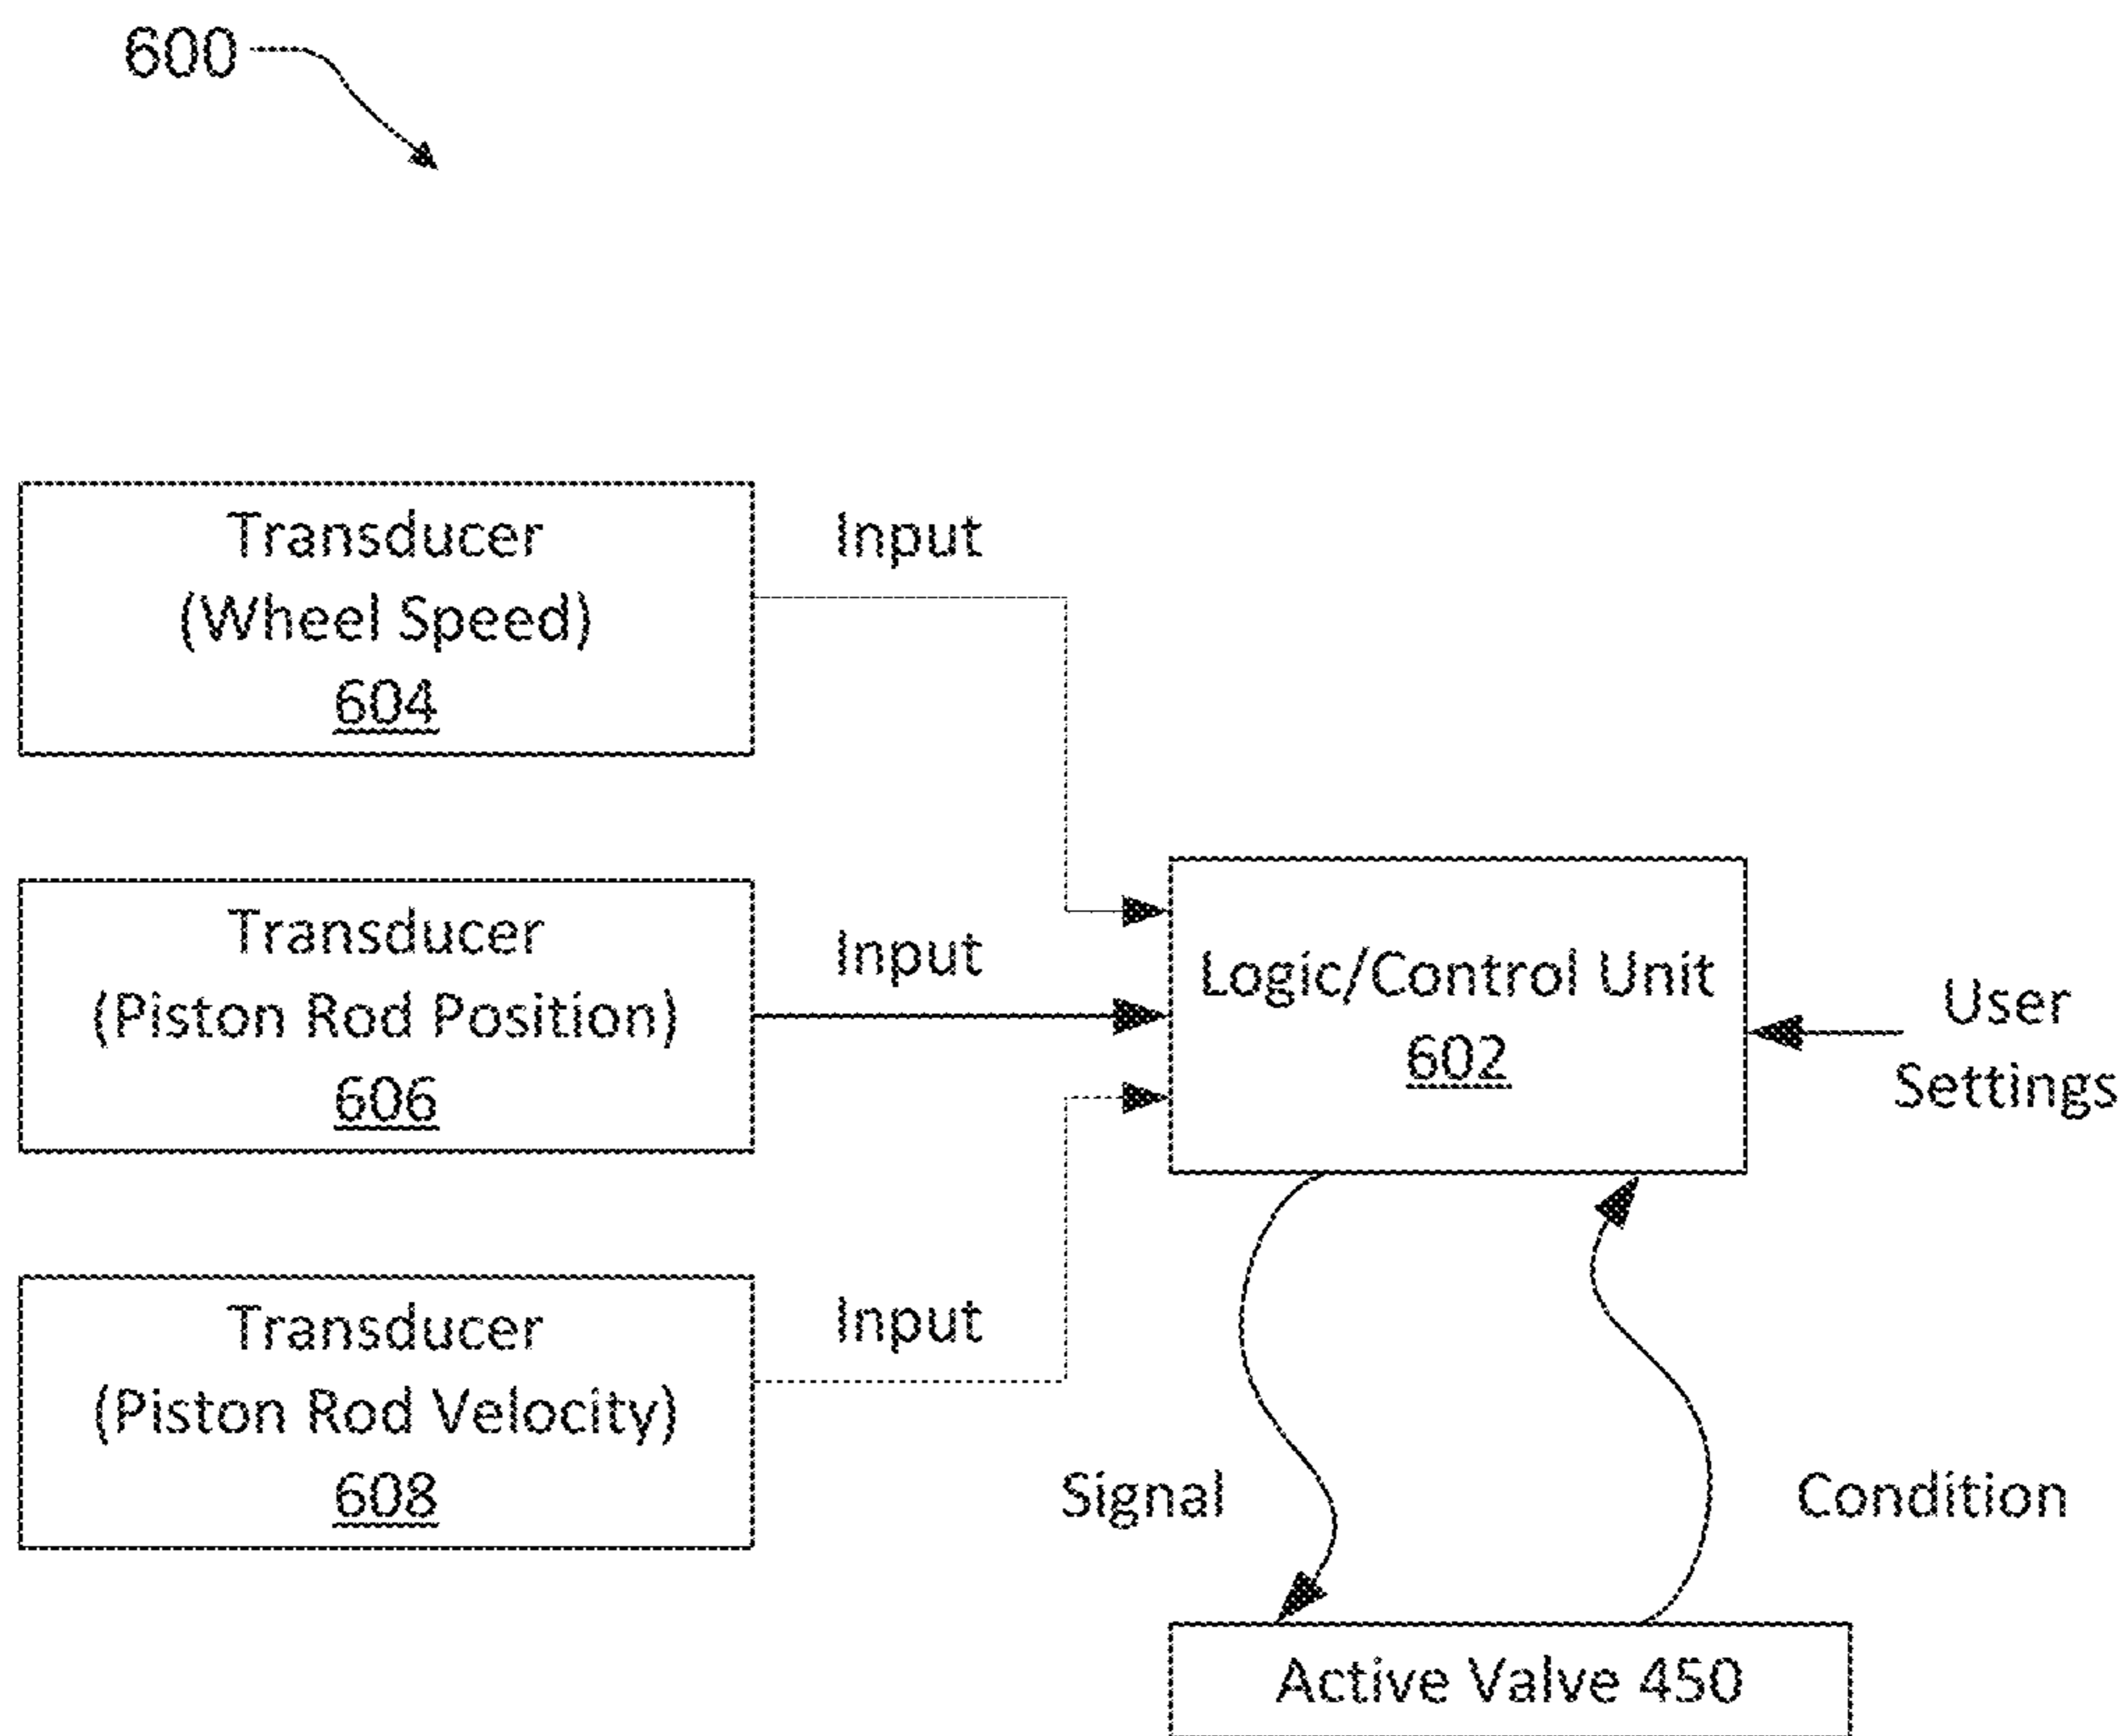 600
Transducer
(Wheel Speed)
604
Input
Transducer
(Piston Rod Position)
606
Input
Transducer
(Piston Rod Velocity)
608
Input
Logic/Control Unit
602
User
Settings
Signal
Condition
Active Valve 450